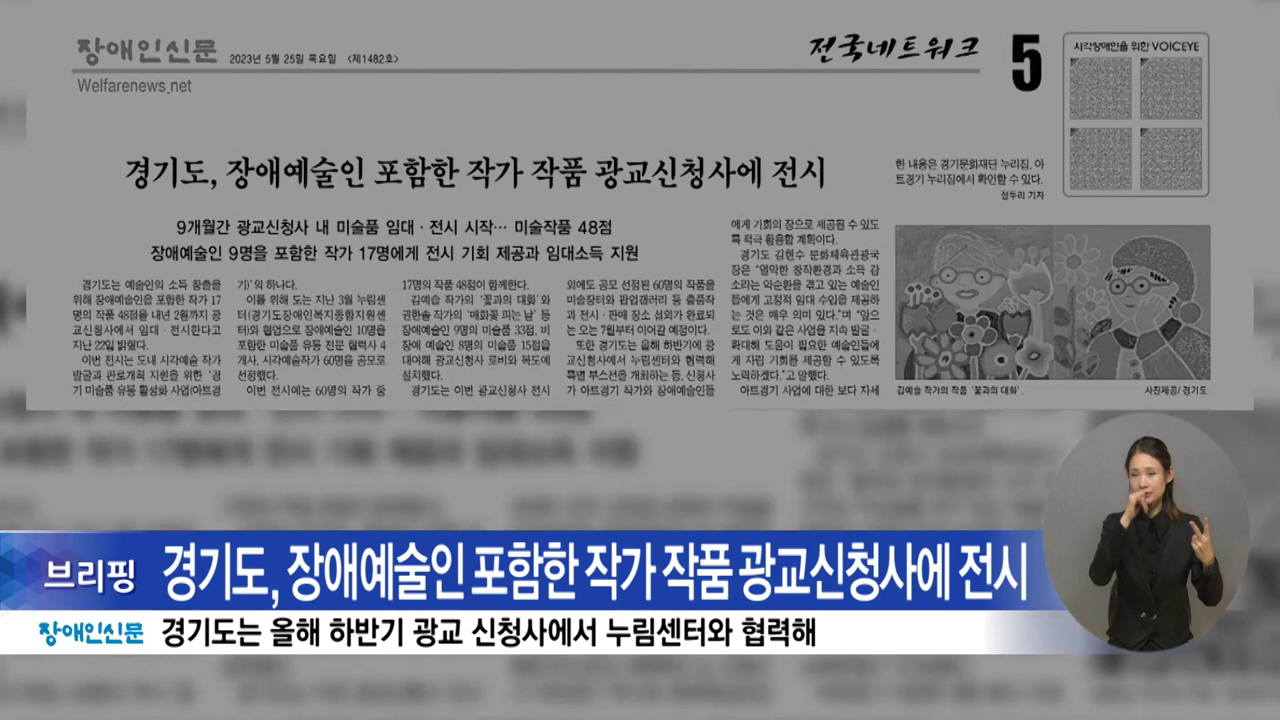 장애인신문 2023년 5월 25일 목요일 <제1482호>
전국네트워크 5
Welfarenews.net
시각장애인을 위한 VOICEYE
경기도, 장애예술인 포함한 작가 작품 광교신청사에 전시
9개월간 광교신청사 내 미술품 임대·전시 시작… 미술작품 48점
장애예술인 9명을 포함한 작가 17명에게 전시 기회 제공과 임대소득 지원
경기도는 예술인의 소득 창출을
위해 장애예술인을 포함한 작가 17
명의 작품 48점을 내년 2월까지 광
교신청사에서 임대·전시한다고
지난 22일 밝혔다.
이번 전시는 도내 시각예술 작가
발굴과 판로개척 지원을 위한 '경
기 미술품 유통 활성화 사업(아트경
기)'의 하나다.
이를 위해 도는 지난 3월 누림센
터(경기도장애인복지종합지원센
터)와 협업으로 장애예술인 10명을
포함한 미술품 유통 전문 협력사 4
개사, 시각예술작가 60명을 공모로
선정했다.
이번 전시에는 60명의 작가 중
17명의 작품 48점이 함께한다.
김예슬 작가의 '꽃과의 대화'와
권한솔 작가의 '매화꽃 피는 날' 등
장애예술인 9명의 미술품 33점, 비
장애 예술인 8명의 미술품 15점을
대여해 광교신청사 로비와 복도에
설치했다.
경기도는 이번 광교신청사 전시
외에도 공모 선정된 60명의 작품을
미술장터와 팝업갤러리 등 출품작
과 전시·판매 장소 섭외가 완료되
는 오는 7월부터 이어갈 예정이다.
또한 경기도는 올해 하반기에 광
교신청사에서 누림센터와 협력해
특별 부스전을 개최하는 등, 신청사
가 아트경기 작가와 장애예술인들
에게 기회의 장으로 제공될 수 있도
록 적극 활용할 계획이다.
경기도 김현수 문화체육관광국
장은 "열악한 창작환경과 소득 감
소라는 악순환을 겪고 있는 예술인
들에게 고정적 임대 수입을 제공하
는 것은 매우 의미 있다."며 "앞으
로도 이와 같은 사업을 지속 발굴·
확대해 도움이 필요한 예술인들에
게 자립 기회를 제공할 수 있도록
노력하겠다."고 말했다.
아트경기 사업에 대한 보다 자세
한 내용은 경기문화재단 누리집, 아
트경기 누리집에서 확인할 수 있다.
정두리 기자
김예슬 작가의 작품 '꽃과의 대화'. 사진제공/ 경기도
브리핑 경기도, 장애예술인 포함한 작가 작품 광교신청사에 전시
장애인신문 경기도는 올해 하반기 광교 신청사에서 누림센터와 협력해